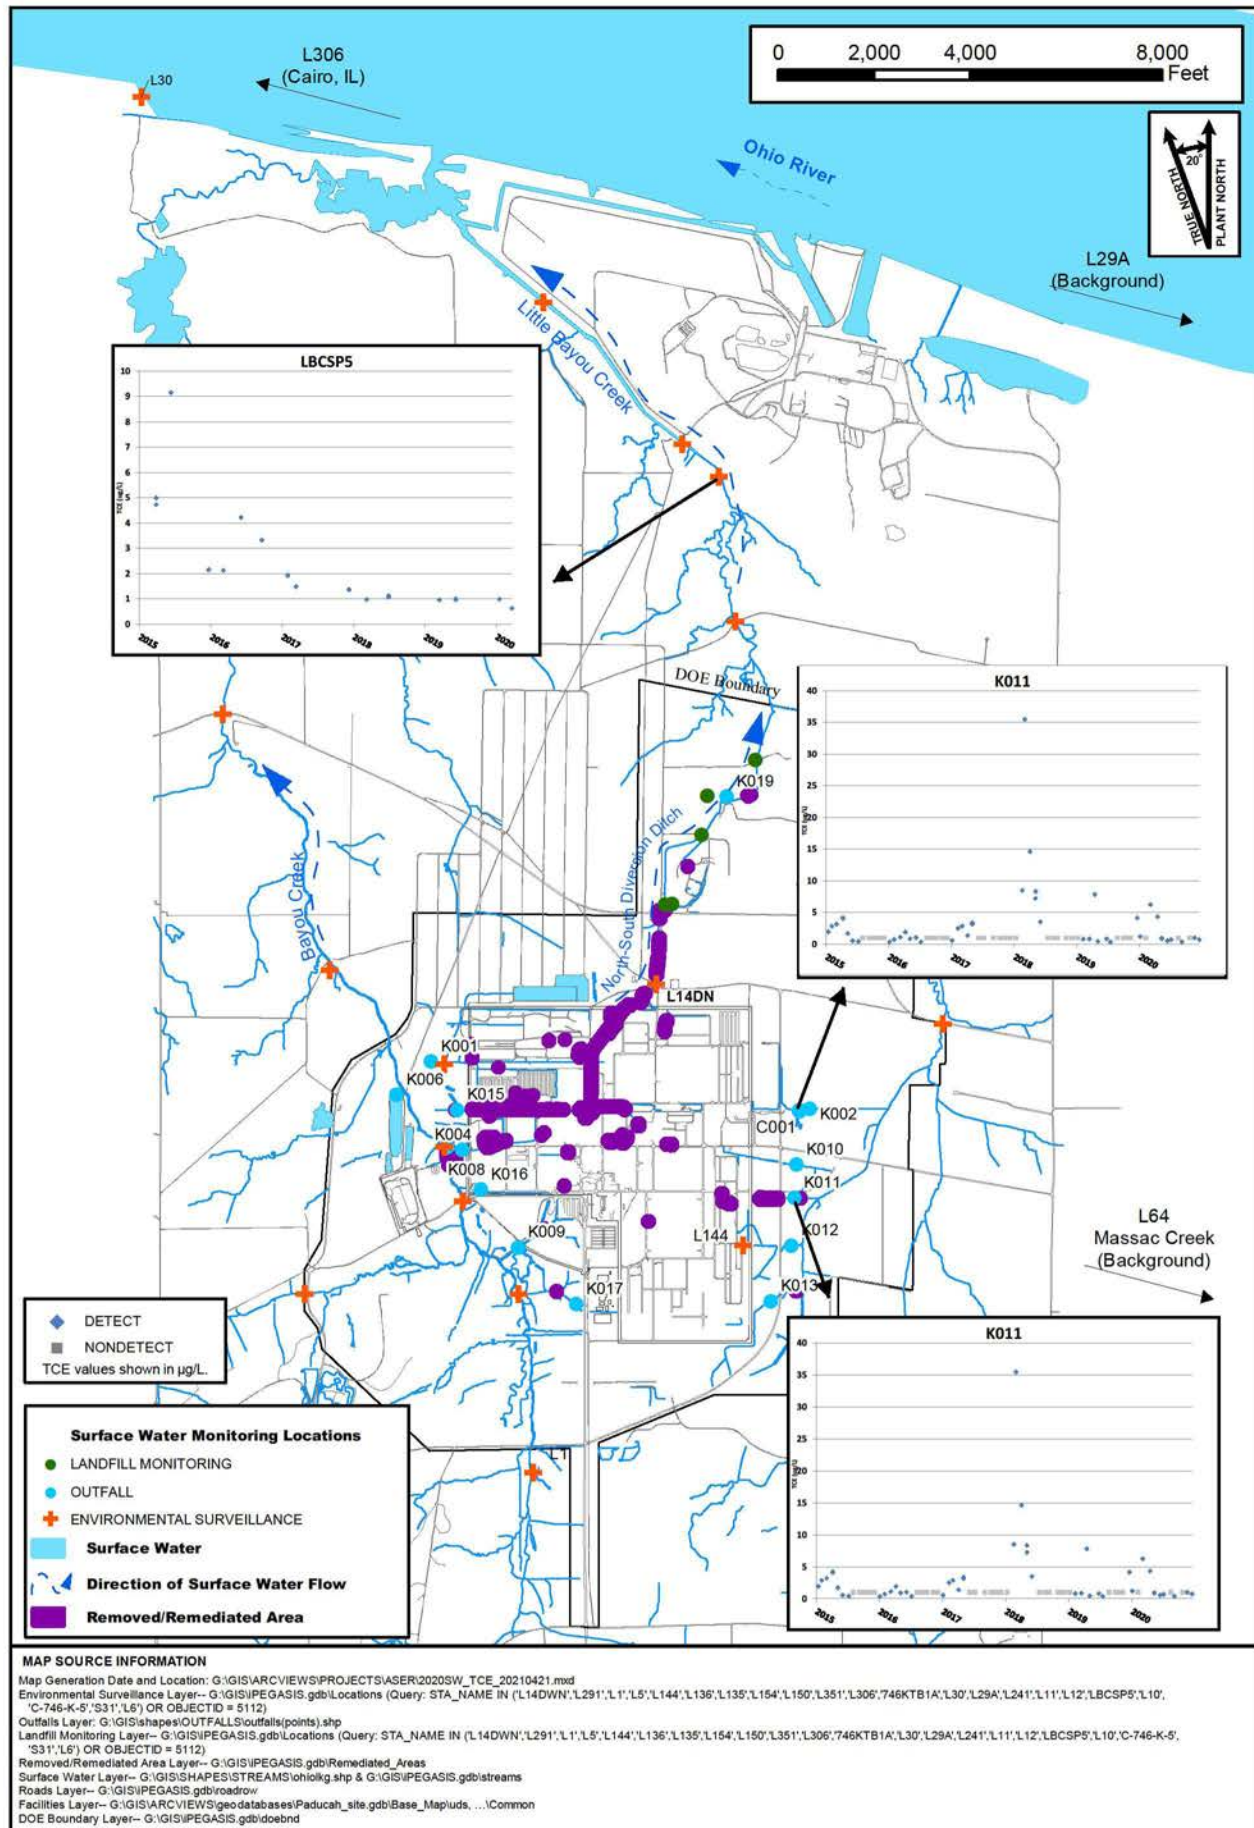 L306
(Cairo, IL)
L30
0 2,000 4,000 8,000
Feet
TRUE NORTH
20°
PLANT NORTH
Ohio River
L29A
(Background)
Little Bayou Creek
LBCSP5
TCE (ug/L)
10
9
8
7
6
5
4
3
2
1
0
2015 2016 2017 2018 2019 2020
DOE Boundary
K011
TCE (ug/L)
40
35
30
25
20
15
10
5
0
2015 2016 2017 2018 2019 2020
K019
North-South Diversion Ditch
Bayou Creek
L14DN
K001
K006
K015
K002
C001
K004
K010
K008
K016
K011
K009
L144
K012
L64
Massac Creek
(Background)
K017
K013
L1
K011
TCE (ug/L)
40
35
30
25
20
15
10
5
0
2015 2016 2017 2018 2019 2020
DETECT
NONDETECT
TCE values shown in µg/L.
Surface Water Monitoring Locations
LANDFILL MONITORING
OUTFALL
ENVIRONMENTAL SURVEILLANCE
Surface Water
Direction of Surface Water Flow
Removed/Remediated Area
MAP SOURCE INFORMATION
Map Generation Date and Location: G:\GIS\ARCVIEWS\PROJECTS\ASER\2020SW_TCE_20210421.mxd
Environmental Surveillance Layer-- G:\GIS\IPEGASIS.gdb\Locations (Query: STA_NAME IN ('L14DWN','L291','L1','L5','L144','L136','L135','L154','L150','L351','L306','746KTB1A','L30','L29A','L241','L11','L12','LBCSP5','L10',
'C-746-K-5','S31','L6') OR OBJECTID = 5112)
Outfalls Layer: G:\GIS\shapes\OUTFALLS\outfalls(points).shp
Landfill Monitoring Layer-- G:\GIS\IPEGASIS.gdb\Locations (Query: STA_NAME IN ('L14DWN','L291','L1','L5','L144','L136','L135','L154','L150','L351','L306','746KTB1A','L30','L29A','L241','L11','L12','LBCSP5','L10','C-746-K-5',
'S31','L6') OR OBJECTID = 5112)
Removed/Remediated Area Layer-- G:\GIS\IPEGASIS.gdb\Remediated_Areas
Surface Water Layer-- G:\GIS\SHAPES\STREAMS\ohiolkg.shp & G:\GIS\IPEGASIS.gdb\streams
Roads Layer-- G:\GIS\IPEGASIS.gdb\roadrow
Facilities Layer-- G:\GIS\ARCVIEWS\geodatabases\Paducah_site.gdb\Base_Map\uds, ...\Common
DOE Boundary Layer-- G:\GIS\IPEGASIS.gdb\doebnd